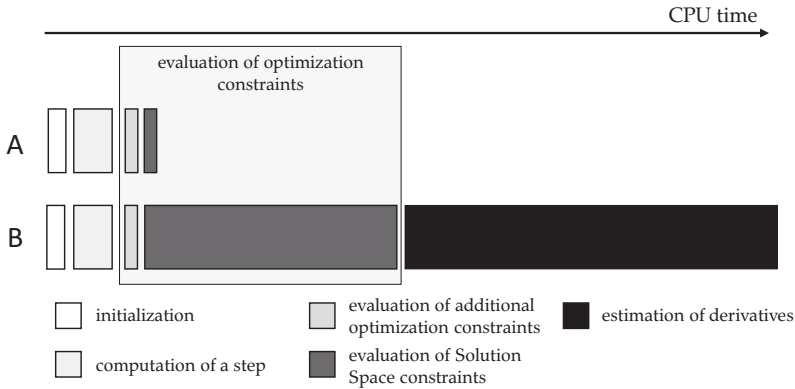 CPU time
evaluation of optimization
constraints
A
B
initialization
computation of a step
evaluation of additional
optimization constraints
evaluation of Solution
Space constraints
estimation of derivatives